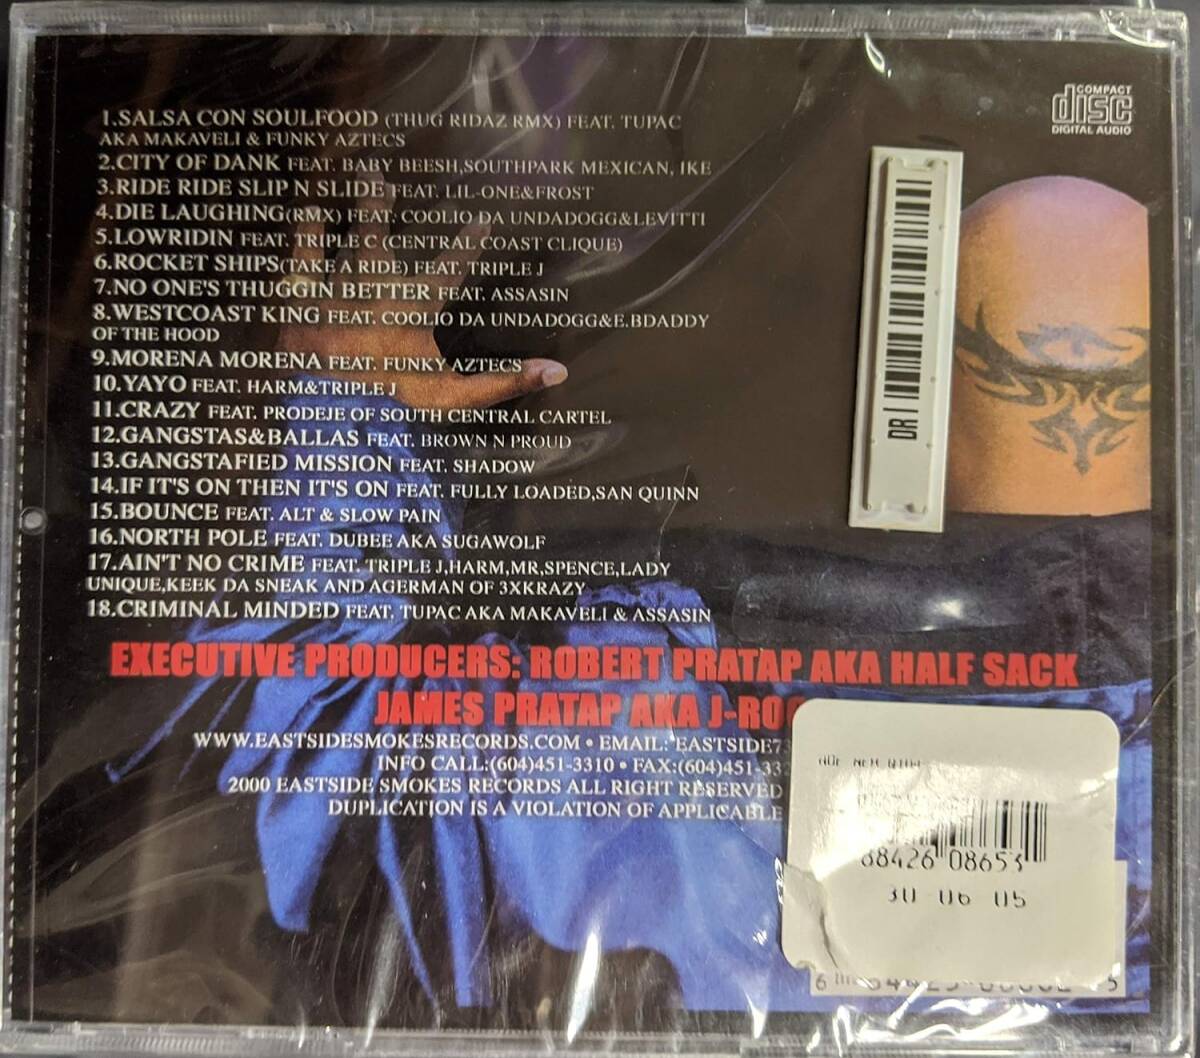 COMPACT
disc
DIGITAL AUDIO
1.SALSA CON SOULFOOD (THUG RIDAZ RMX) FEAT. TUPAC
AKA MAKAVELI & FUNKY AZTECS
2.CITY OF DANK FEAT. BABY BEESH,SOUTHPARK MEXICAN, IKE
3.RIDE RIDE SLIP N SLIDE FEAT. LIL-ONE&FROST
4.DIE LAUGHING(RMX) FEAT. COOLIO DA UNDADOGG&LEVITTI
5.LOWRIDIN FEAT. TRIPLE C (CENTRAL COAST CLIQUE)
6.ROCKET SHIPS(TAKE A RIDE) FEAT. TRIPLE J
7.NO ONE'S THUGGIN BETTER FEAT. ASSASIN
8.WESTCOAST KING FEAT. COOLIO DA UNDADOGG&E.BDADDY
OF THE HOOD
9.MORENA MORENA FEAT. FUNKY AZTECS
10.YAYO FEAT. HARM&TRIPLE J
11.CRAZY FEAT. PRODEJE OF SOUTH CENTRAL CARTEL
12.GANGSTAS&BALLAS FEAT. BROWN N PROUD
13.GANGSTAFIED MISSION FEAT. SHADOW
14.IF IT'S ON THEN IT'S ON FEAT. FULLY LOADED,SAN QUINN
15.BOUNCE FEAT. ALT & SLOW PAIN
16.NORTH POLE FEAT. DUBEE AKA SUGAWOLF
17.AIN'T NO CRIME FEAT. TRIPLE J,HARM,MR,SPENCE,LADY
UNIQUE,KEEK DA SNEAK AND AGERMAN OF 3XKRAZY
18.CRIMINAL MINDED FEAT. TUPAC AKA MAKAVELI & ASSASIN
DR
EXECUTIVE PRODUCERS: ROBERT PRATAP AKA HALF SACK
JAMES PRATAP AKA
WWW.EASTSIDESMOKESRECORDS.COM • EMAIL:
INFO CALL:(604)451-3310 • FAX:(604)451-
2000 EASTSIDE SMOKES RECORDS ALL RIGHT RESERVED
DUPLICATION IS A VIOLATION OF APPLICABLE
68426 08653
30 06 05